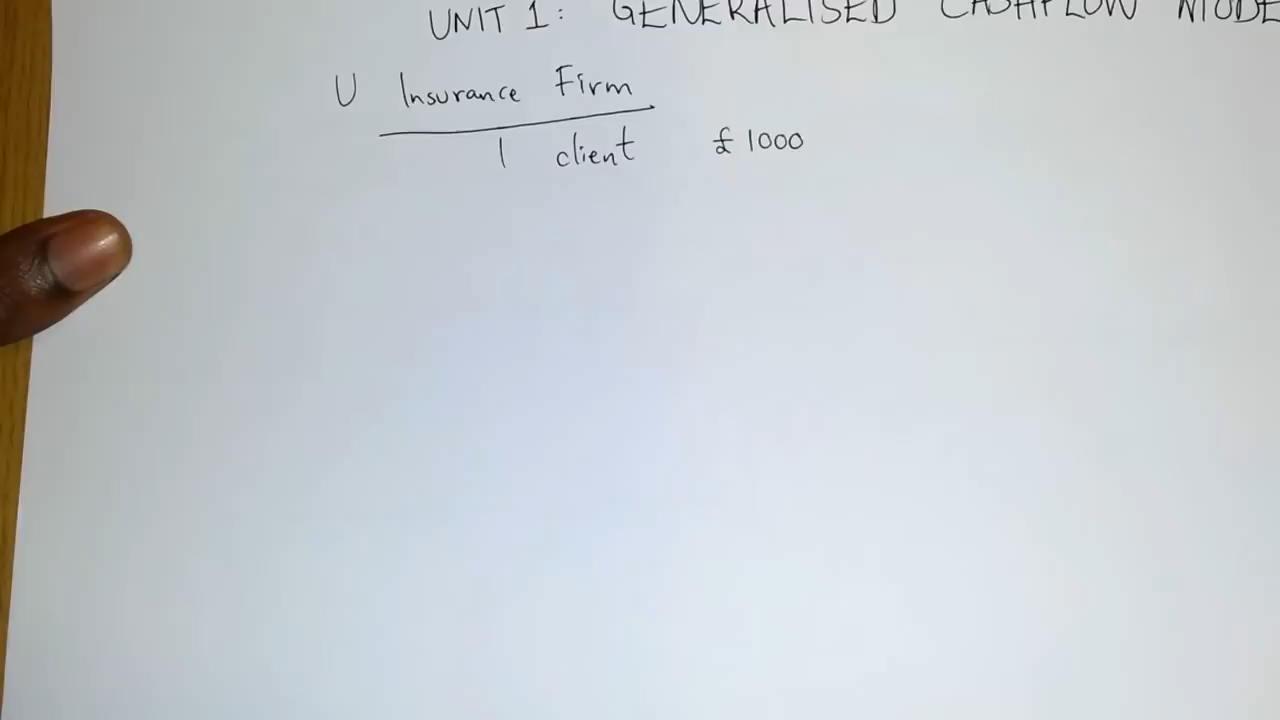 UNIT 1: GENERALISED CASHFLOW MODE
U Insurance Firm
1 client £1000